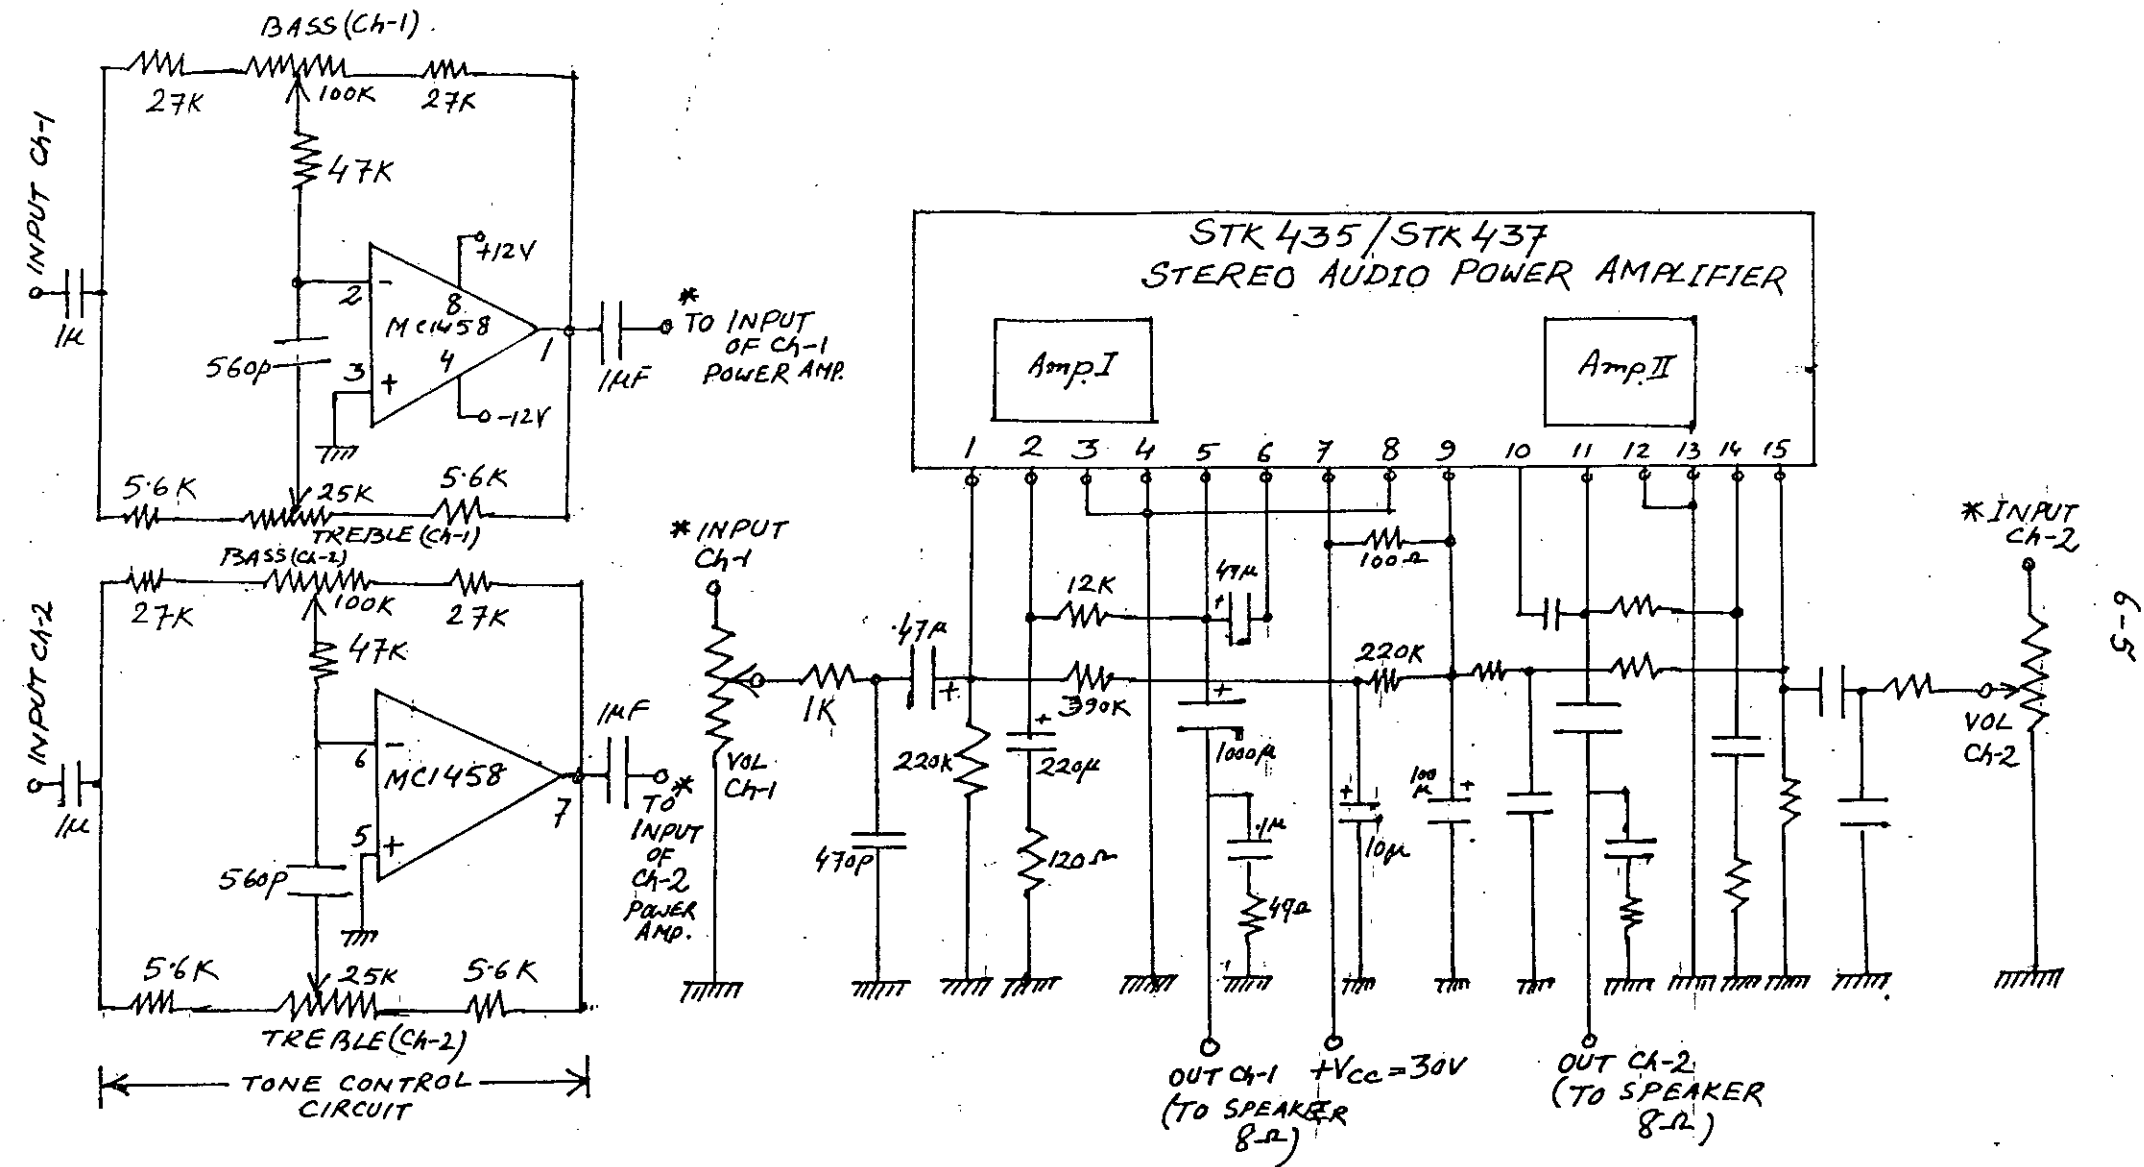 BASS (Ch-1)
27K
100K
27K
INPUT Ch-1
1µ
47K
+12V
2
-
8
MC1458
4
3
+
1
560p
-12V
1µF
*
TO INPUT
OF Ch-1
POWER AMP.
5.6K
25K
5.6K
TREBLE (Ch-1)
BASS (Ch-2)
27K
100K
27K
INPUT Ch-2
1µ
47K
6
-
MC1458
7
5
+
560p
1µF
TO *
INPUT
OF
Ch-2
POWER
AMP.
5.6K
25K
5.6K
TREBLE (Ch-2)
TONE CONTROL
CIRCUIT
STK 435/STK 437
STEREO AUDIO POWER AMPLIFIER
Amp.I
Amp.II
1 2 3 4 5 6 7 8 9 10 11 12 13 14 15
* INPUT
Ch-1
VOL
Ch-1
1K
.47µ
+
470p
220K
12K
390K
+
220µ
120Ω
47µ
+
+
1000µ
.1µ
49Ω
100Ω
220K
+
10µ
100
µ
+
* INPUT
Ch-2
VOL
Ch-2
OUT Ch-1
(TO SPEAKER
8Ω)
+VCC = 30V
OUT Ch-2
(TO SPEAKER
8Ω)
6-5